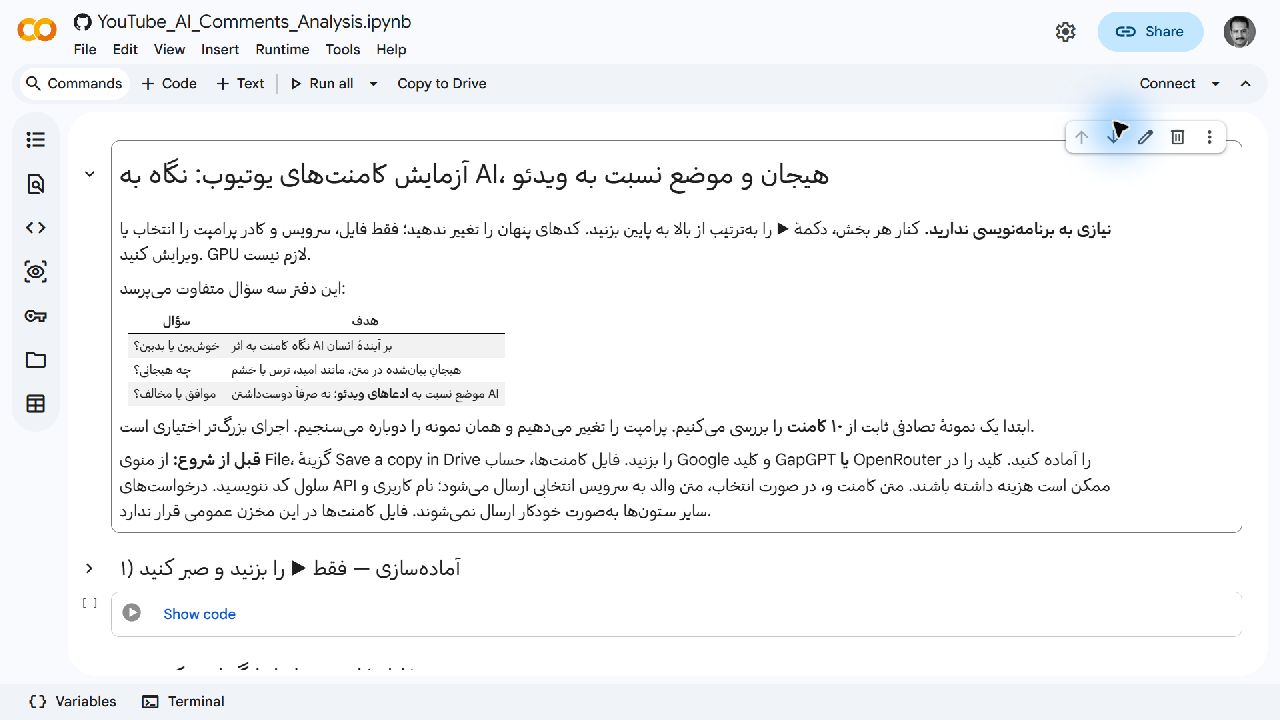 YouTube_AI_Comments_Analysis.ipynb
File Edit View Insert Runtime Tools Help
Share
Commands + Code + Text Run all Copy to Drive
Connect
آزمایش کامنت‌های یوتیوب: نگاه به AI، هیجان و موضع نسبت به ویدئو
نیازی به برنامه‌نویسی ندارید. کنار هر بخش، دکمهٔ ▶ را به‌ترتیب از بالا به پایین بزنید. کدهای پنهان را تغییر ندهید؛ فقط فایل، سرویس و کادر پرامپت را انتخاب یا
ویرایش کنید. GPU لازم نیست.
این دفتر سه سؤال متفاوت می‌پرسد:
سؤال هدف
خوش‌بین یا بدبین؟ نگاه کامنت به اثر AI بر آیندهٔ انسان
چه هیجانی؟ هیجانِ بیان‌شده در متن، مانند امید، ترس یا خشم
موافق یا مخالف؟ موضع نسبت به ادعاهای ویدئو؛ نه صرفاً دوست‌داشتن AI
ابتدا یک نمونهٔ تصادفی ثابت از ۱۰ کامنت را بررسی می‌کنیم. پرامپت را تغییر می‌دهیم و همان نمونه را دوباره می‌سنجیم. اجرای بزرگ‌تر اختیاری است.
قبل از شروع: از منوی File، گزینهٔ Save a copy in Drive را بزنید. فایل کامنت‌ها، حساب Google و کلید GapGPT یا OpenRouter را آماده کنید. کلید را در
سلول کد ننویسید. درخواست‌های API ممکن است هزینه داشته باشند. متن کامنت و، در صورت انتخاب، متن والد به سرویس انتخابی ارسال می‌شود؛ نام کاربری و
سایر ستون‌ها به‌صورت خودکار ارسال نمی‌شوند. فایل کامنت‌ها در این مخزن عمومی قرار ندارد.
۱) آماده‌سازی — فقط ▶ را بزنید و صبر کنید
[ ]
Show code
Variables Terminal